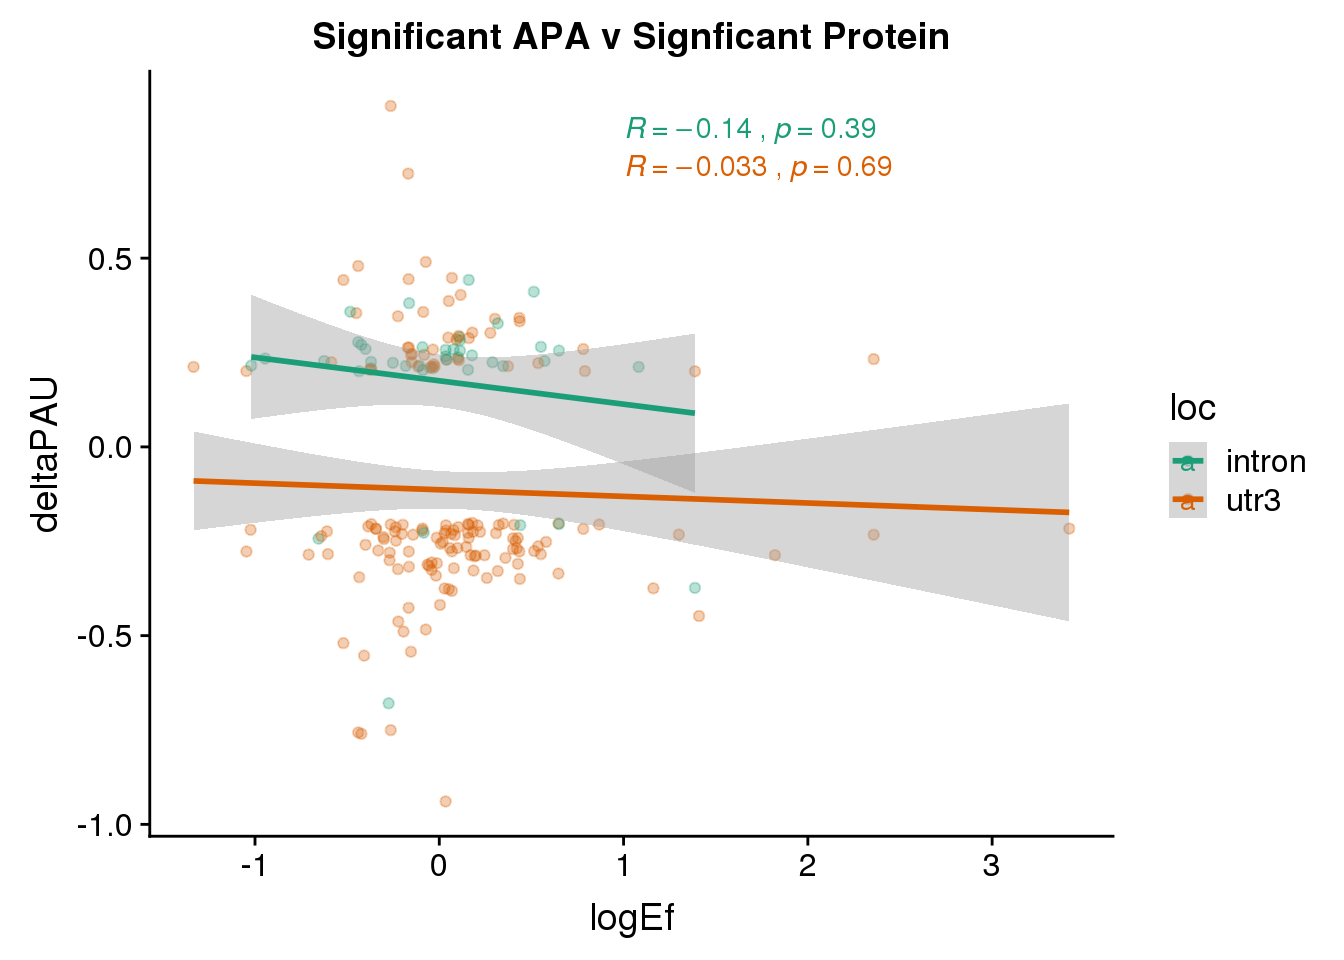 Significant APA v Signficant Protein
R = −0.14 , p = 0.39
R = −0.033 , p = 0.69
0.5
0.0
-0.5
-1.0
deltaPAU
-1 0 1 2 3
logEf
loc
a intron
a utr3